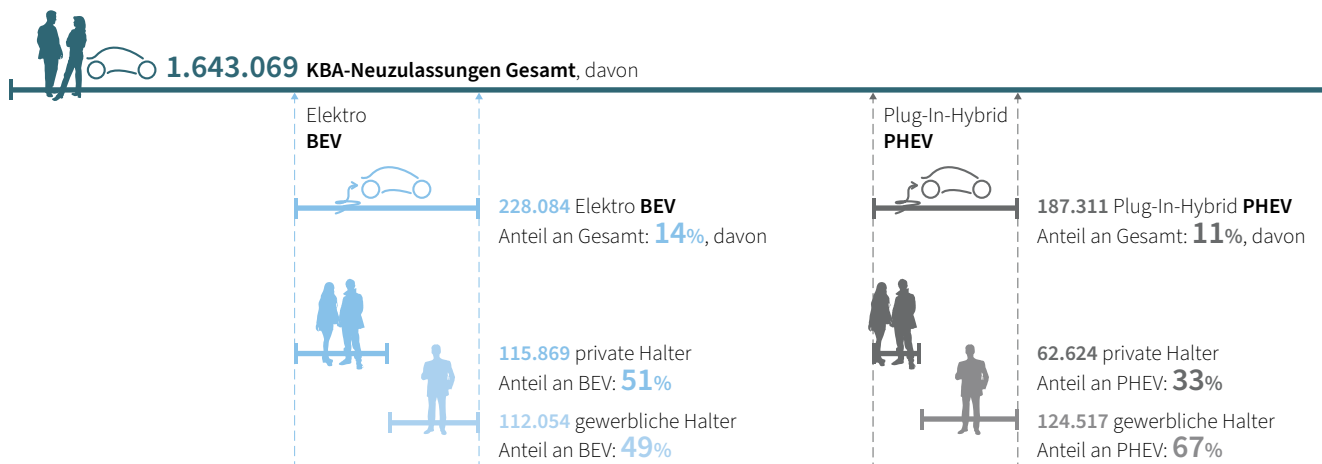 1.643.069 KBA-Neuzulassungen Gesamt, davon
Elektro
BEV
228.084 Elektro BEV
Anteil an Gesamt: 14%, davon
115.869 private Halter
Anteil an BEV: 51%
112.054 gewerbliche Halter
Anteil an BEV: 49%
Plug-In-Hybrid
PHEV
187.311 Plug-In-Hybrid PHEV
Anteil an Gesamt: 11%, davon
62.624 private Halter
Anteil an PHEV: 33%
124.517 gewerbliche Halter
Anteil an PHEV: 67%